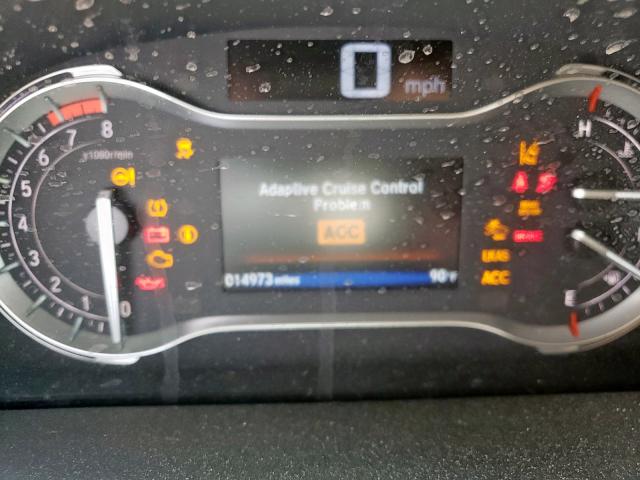 0 mph
8
7
6
5
4
3
2
1
0
x1000r/min
Adaptive Cruise Control
Problem
ACC
014973 miles 90°F
H
E
BRAKE
LKAS
ACC